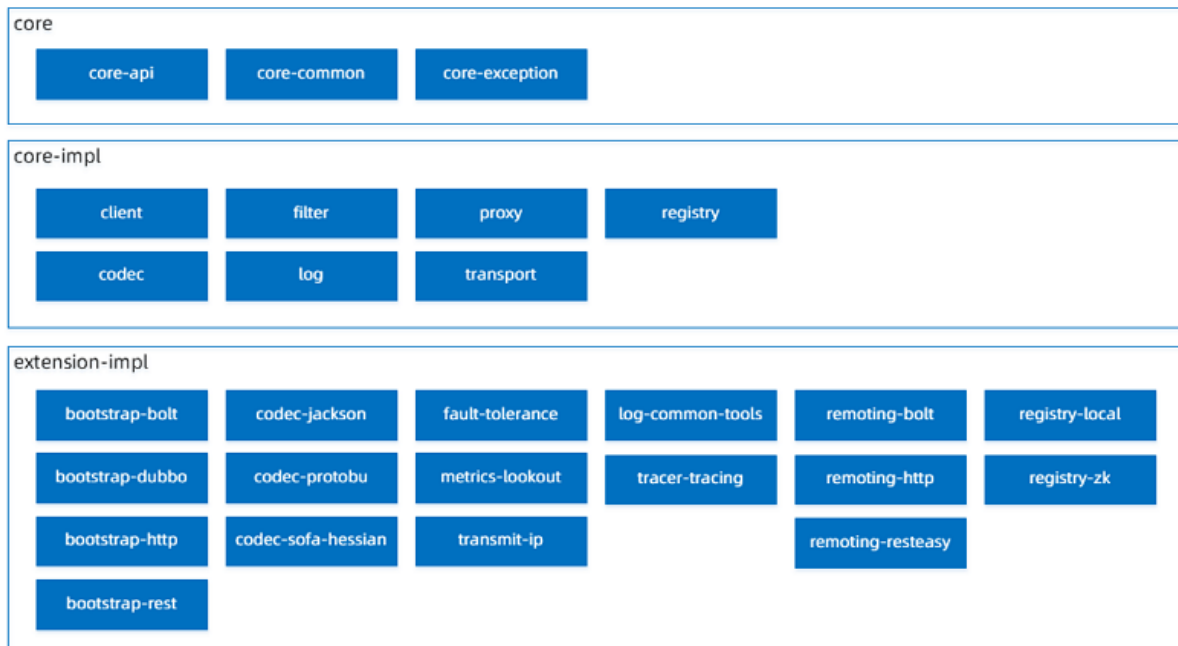 core
core-api core-common core-exception
core-impl
client filter proxy registry
codec log transport
extension-impl
bootstrap-bolt codec-jackson fault-tolerance log-common-tools remoting-bolt registry-local
bootstrap-dubbo codec-protobu metrics-lookout tracer-tracing remoting-http registry-zk
bootstrap-http codec-sofa-hessian transmit-ip remoting-resteasy
bootstrap-rest